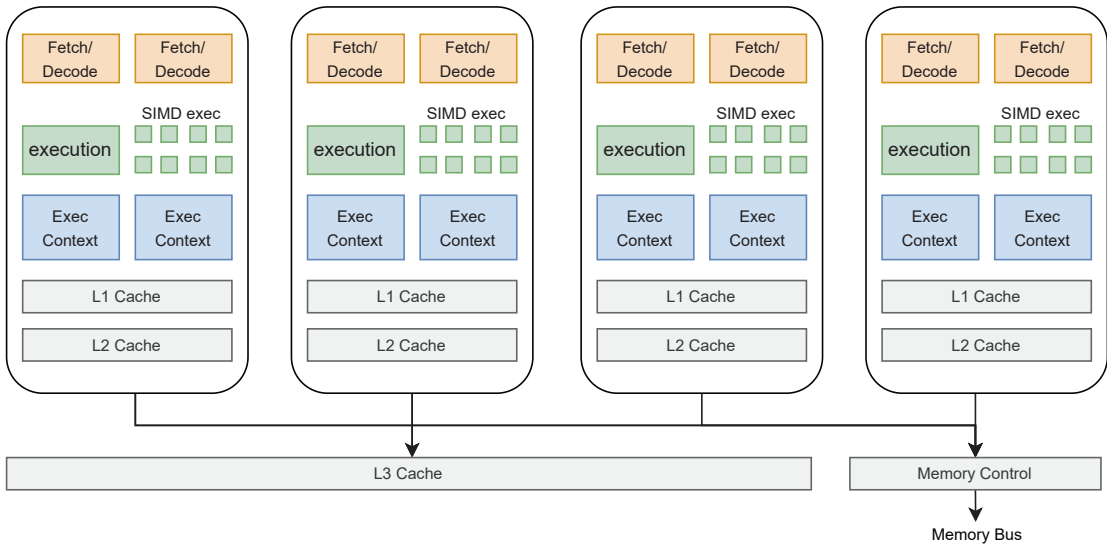 Fetch/
Decode
Fetch/
Decode
SIMD exec
execution
Exec
Context
Exec
Context
L1 Cache
L2 Cache
Fetch/
Decode
Fetch/
Decode
SIMD exec
execution
Exec
Context
Exec
Context
L1 Cache
L2 Cache
Fetch/
Decode
Fetch/
Decode
SIMD exec
execution
Exec
Context
Exec
Context
L1 Cache
L2 Cache
Fetch/
Decode
Fetch/
Decode
SIMD exec
execution
Exec
Context
Exec
Context
L1 Cache
L2 Cache
L3 Cache
Memory Control
Memory Bus